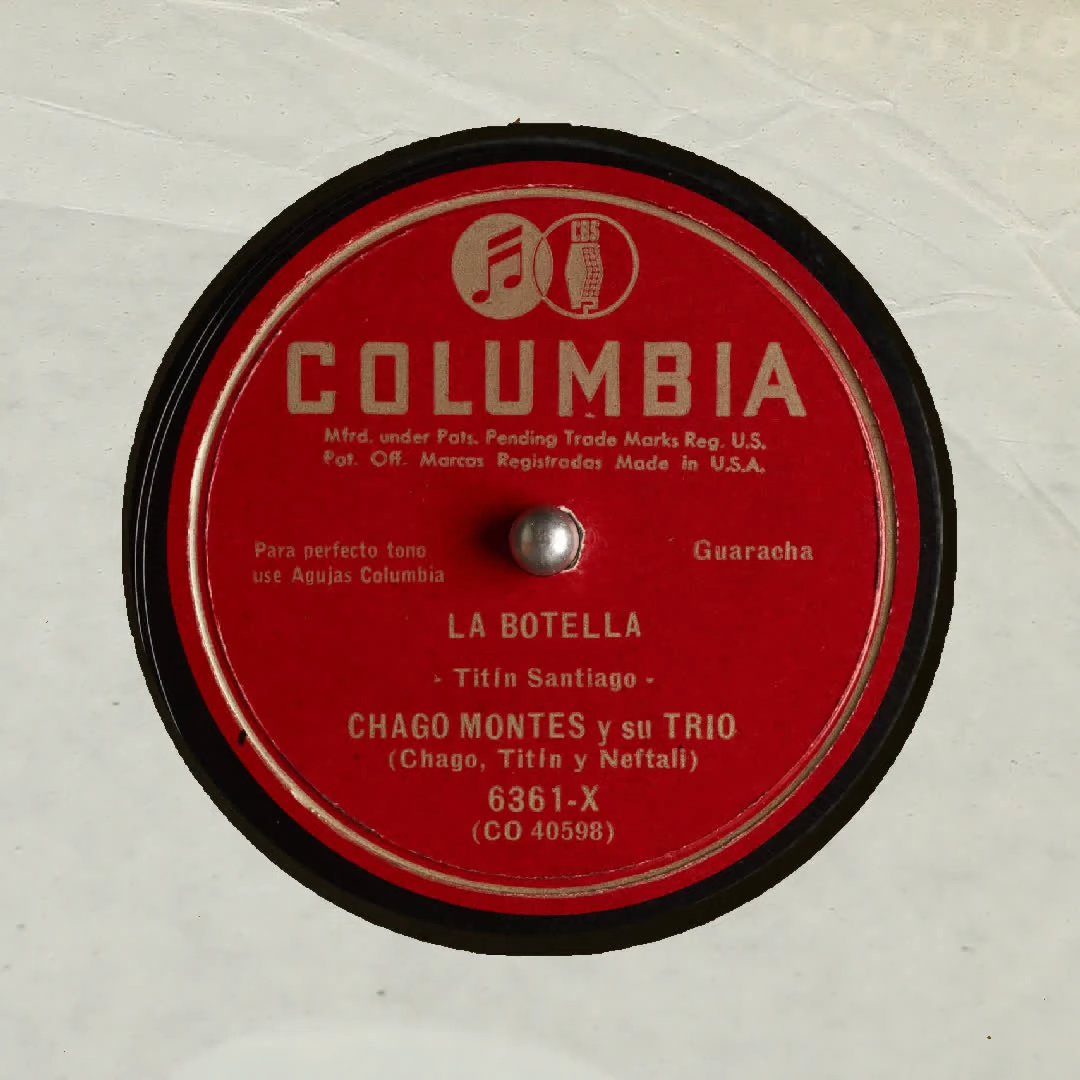 CBS
COLUMBIA
Mfrd. under Pats. Pending Trade Marks Reg. U.S.
Pat. Off. Marcas Registradas Made in U.S.A.
Para perfecto tono
use Agujas Columbia
Guaracha
LA BOTELLA
- Titín Santiago -
CHAGO MONTES y su TRIO
(Chago, Titín y Neftalí)
6361-X
(CO 40598)